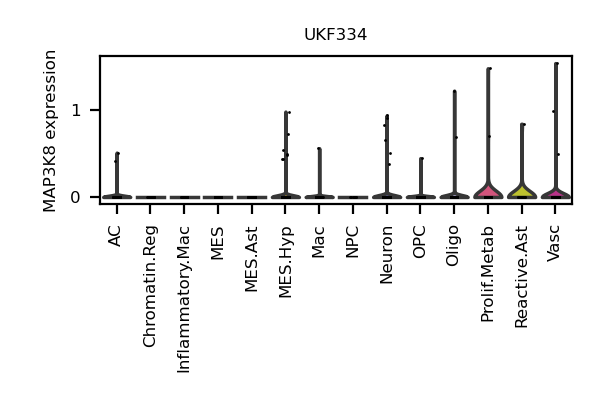 UKF334
MAP3K8 expression
1
0
AC
Chromatin.Reg
Inflammatory.Mac
MES
MES.Ast
MES.Hyp
Mac
NPC
Neuron
OPC
Oligo
Prolif.Metab
Reactive.Ast
Vasc